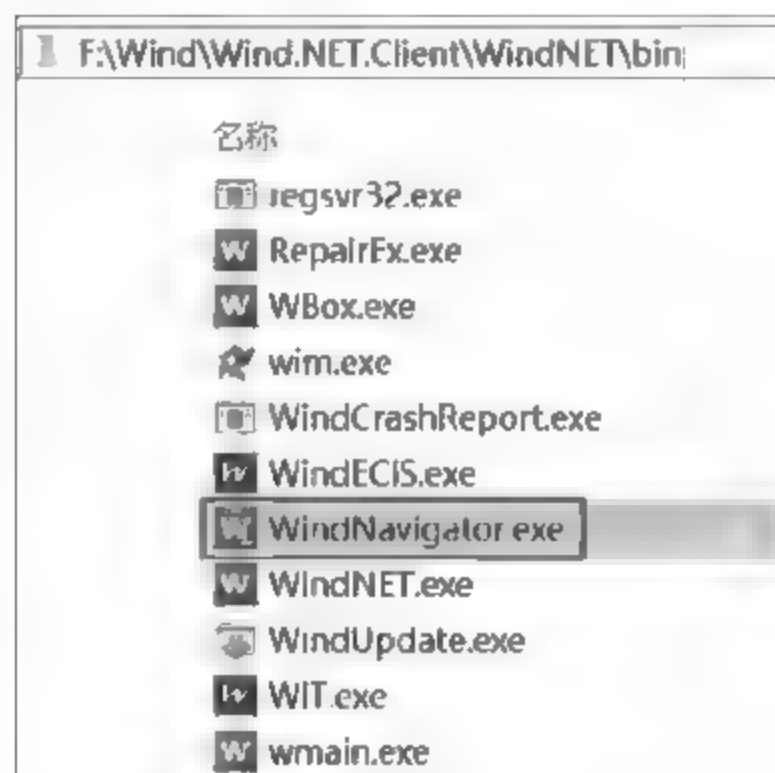 F:\Wind\Wind.NET.Client\WindNET\bin
名称
regsvr32.exe
RepairEx.exe
WBox.exe
wim.exe
WindCrashReport.exe
WindECIS.exe
WindNavigator.exe
WindNET.exe
WindUpdate.exe
WIT.exe
wmain.exe